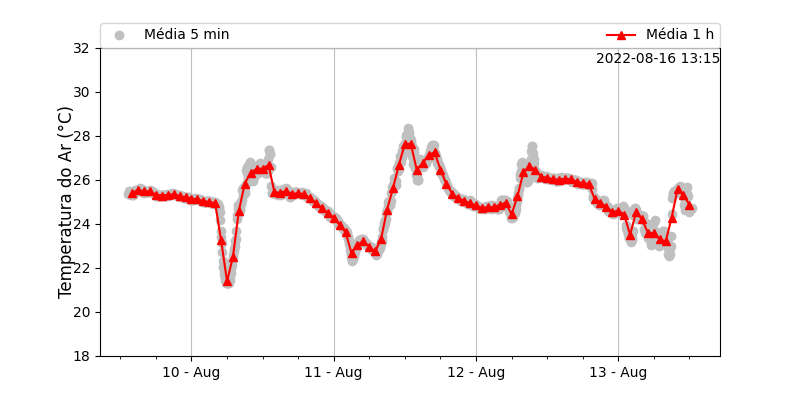 Média 5 min
Média 1 h
2022-08-16 13:15
Temperatura do Ar (°C)
32
30
28
26
24
22
20
18
10 - Aug
11 - Aug
12 - Aug
13 - Aug